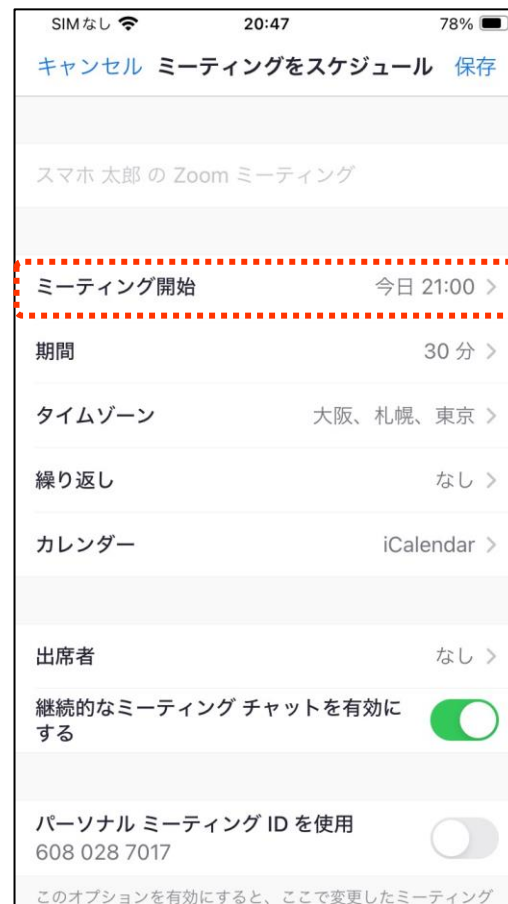 SIMなし 20:47 78%
キャンセル ミーティングをスケジュール 保存
スマホ 太郎 の Zoom ミーティング
ミーティング開始 今日 21:00
期間 30 分
タイムゾーン 大阪、札幌、東京
繰り返し なし
カレンダー iCalendar
出席者 なし
継続的なミーティング チャットを有効に
する
パーソナル ミーティング ID を使用
608 028 7017
このオプションを有効にすると、ここで変更したミーティング